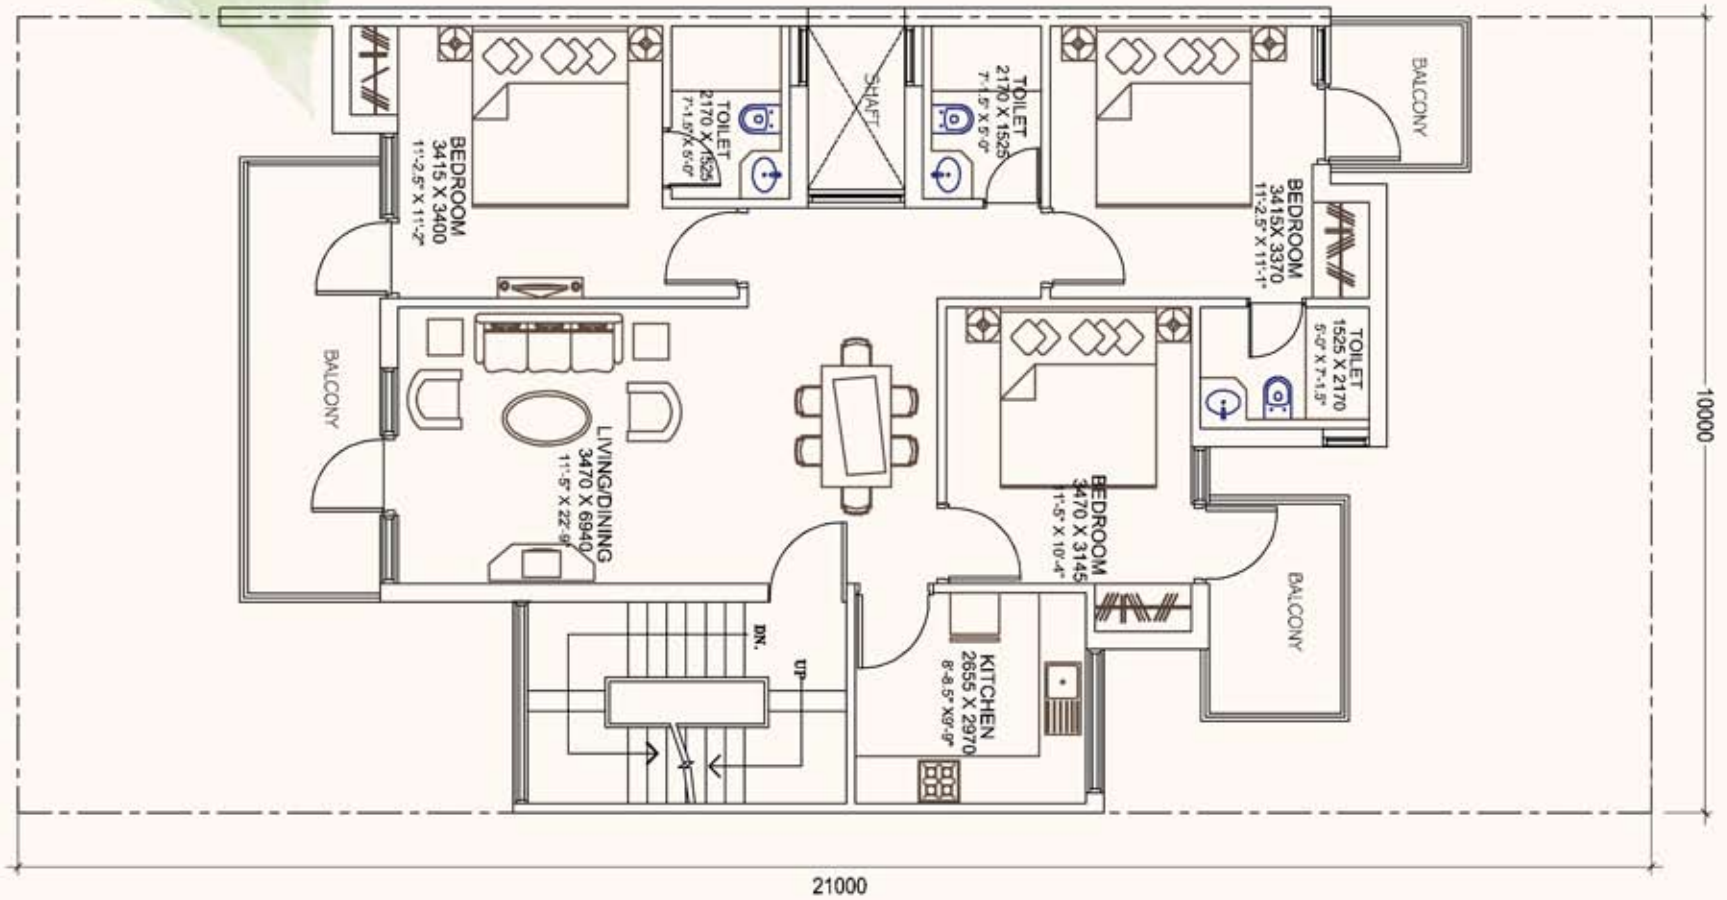 BEDROOM
3415 X 3400
11'-2.5" X 11'-2"
TOILET
2170 X 1525
7'-1.5" X 5'-0"
SHAFT
TOILET
2170 X 1525
7'-1.5" X 5'-0"
BEDROOM
3415X 3370
11'-2.5" X 11'-1"
BALCONY
BALCONY
LIVING/DINING
3470 X 6940
11'-5" X 22'-9"
BEDROOM
3470 X 3145
11'-5" X 10'-4"
TOILET
1525 X 2170
5'-0" X 7'-1.5"
BALCONY
DN.
UP
KITCHEN
2655 X 2970
8'-8.5" X9'-9"
10000
21000